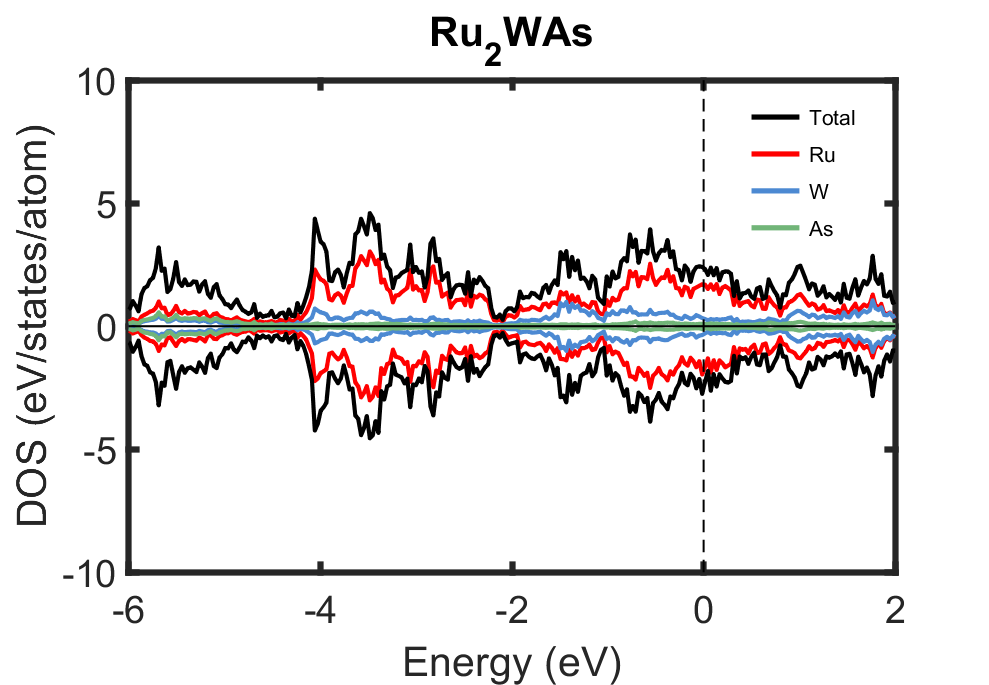 Ru₂WAs
DOS (eV/states/atom)
10
5
0
-5
-10
-6
-4
-2
0
2
Energy (eV)
Total
Ru
W
As